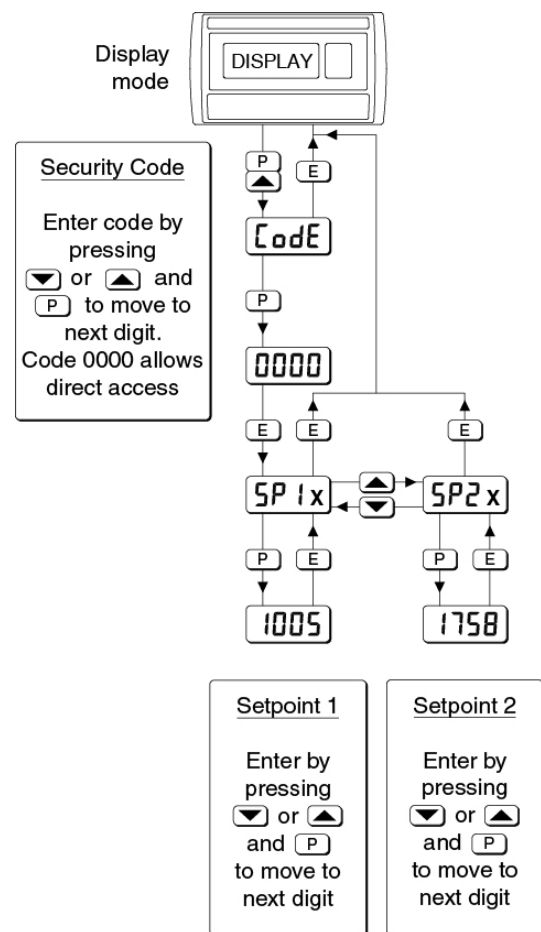 Display
mode
DISPLAY
P
E
Security Code
Enter code by
pressing
or and
P to move to
next digit.
Code 0000 allows
direct access
CodE
P
0000
E E E
SP1x SP2x
P E P E
1005 1758
Setpoint 1
Enter by
pressing
or
and P
to move to
next digit
Setpoint 2
Enter by
pressing
or
and P
to move to
next digit